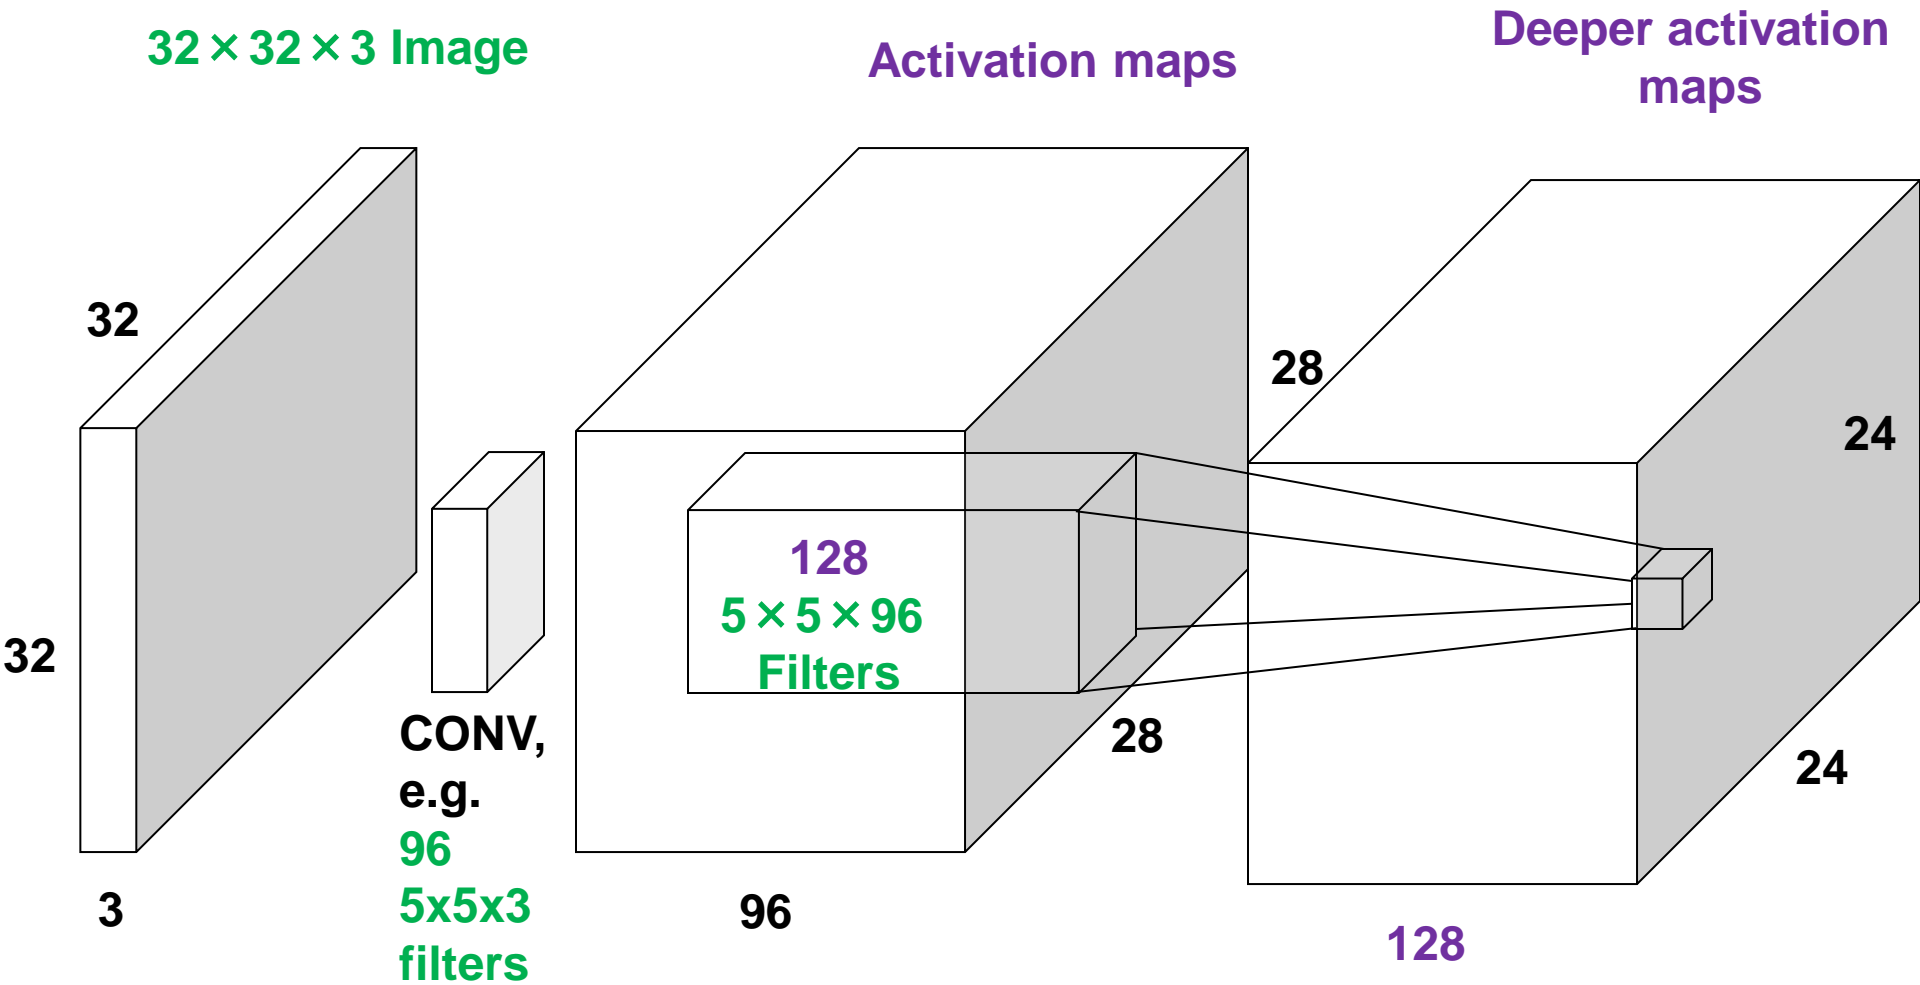 32×32×3 Image
Activation maps
Deeper activation
maps
32
32
3
CONV,
e.g.
96
5x5x3
filters
128
5×5×96
Filters
28
28
96
24
24
128